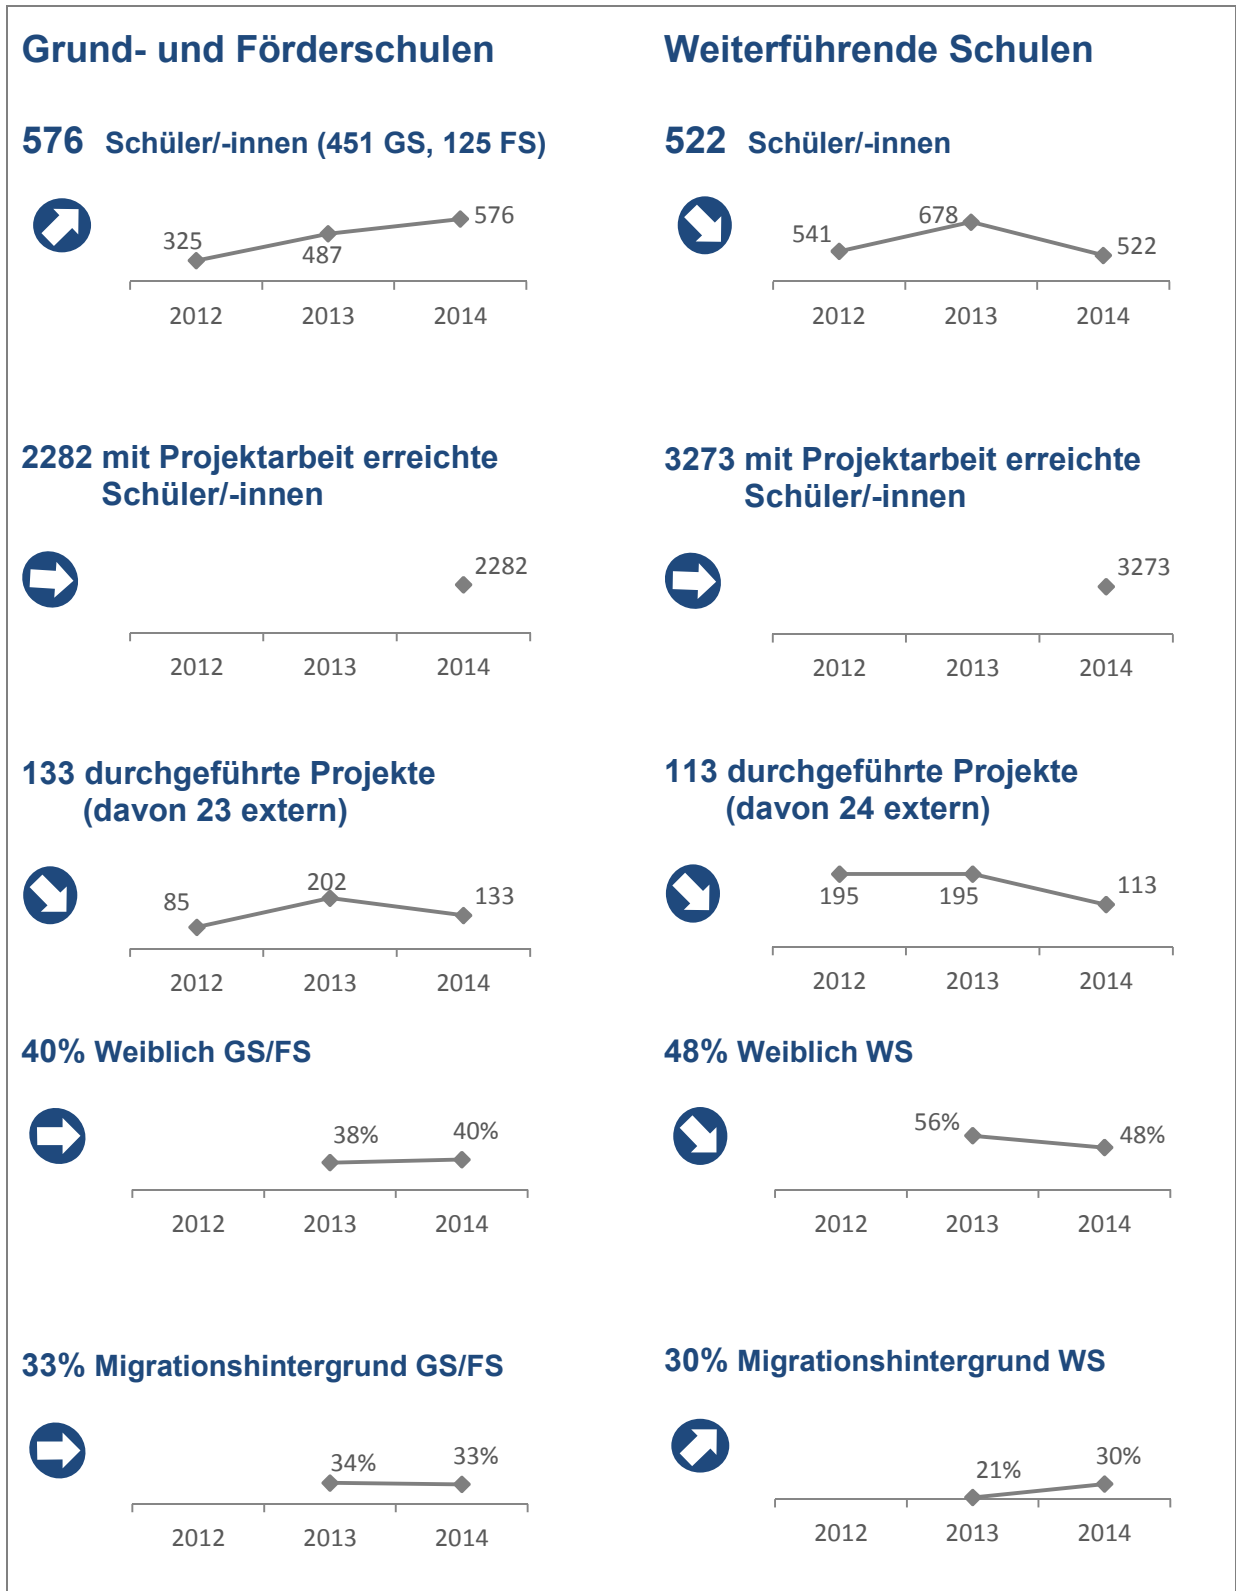 Grund- und Förderschulen
576 Schüler/-innen (451 GS, 125 FS)
325
487
576
2012 2013 2014
2282 mit Projektarbeit erreichte
Schüler/-innen
2282
2012 2013 2014
133 durchgeführte Projekte
(davon 23 extern)
85
202
133
2012 2013 2014
40% Weiblich GS/FS
38%
40%
2012 2013 2014
33% Migrationshintergrund GS/FS
34%
33%
2012 2013 2014
Weiterführende Schulen
522 Schüler/-innen
541
678
522
2012 2013 2014
3273 mit Projektarbeit erreichte
Schüler/-innen
3273
2012 2013 2014
113 durchgeführte Projekte
(davon 24 extern)
195
195
113
2012 2013 2014
48% Weiblich WS
56%
48%
2012 2013 2014
30% Migrationshintergrund WS
21%
30%
2012 2013 2014